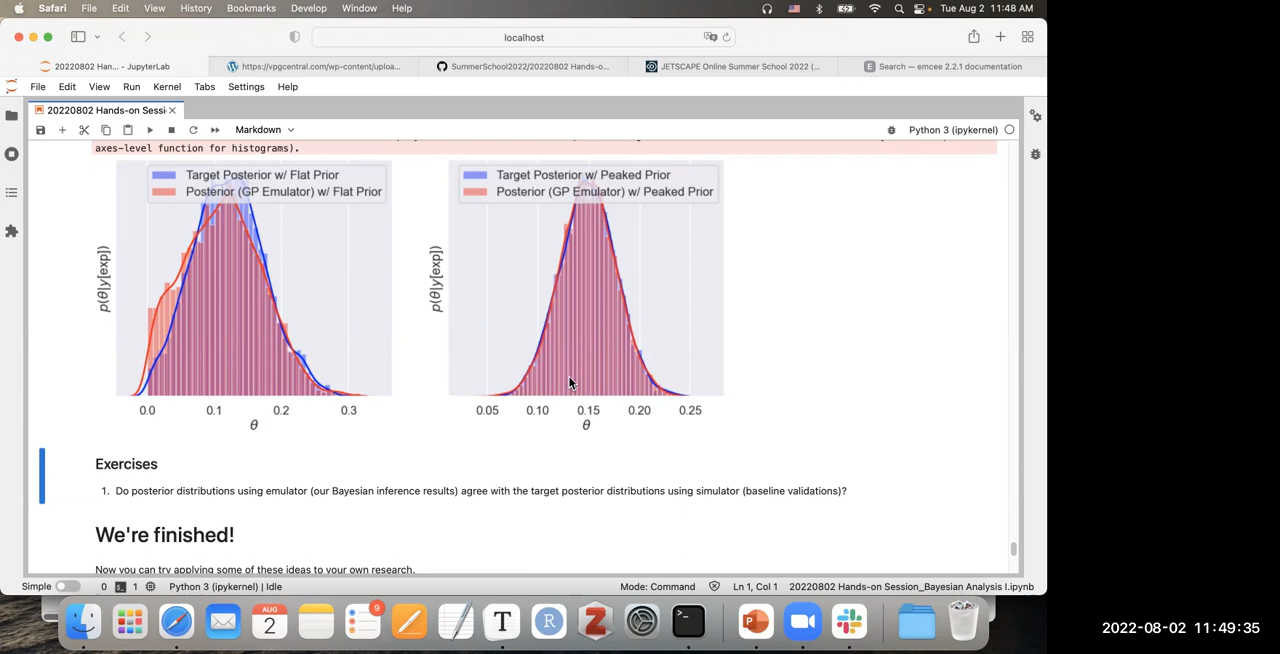 Safari File Edit View History Bookmarks Develop Window Help Tue Aug 2 11:48 AM
localhost
20220802 Han... - JupyterLab https://vpgcentral.com/wp-content/uploa... SummerSchool2022/20220802 Hands-o... JETSCAPE Online Summer School 2022 (... E Search — emcee 2.2.1 documentation
File Edit View Run Kernel Tabs Settings Help
20220802 Hands-on Sessi
Markdown Python 3 (ipykernel)
axes-level function for histograms).
Target Posterior w/ Flat Prior
Posterior (GP Emulator) w/ Flat Prior
p(θ|y[exp])
0.0 0.1 0.2 0.3
θ
Target Posterior w/ Peaked Prior
Posterior (GP Emulator) w/ Peaked Prior
p(θ|y[exp])
0.05 0.10 0.15 0.20 0.25
θ
Exercises
1. Do posterior distributions using emulator (our Bayesian inference results) agree with the target posterior distributions using simulator (baseline validations)?
We're finished!
Now you can try applying some of these ideas to your own research.
Simple 0 1 Python 3 (ipykernel) | Idle Mode: Command Ln 1, Col 1 20220802 Hands-on Session_Bayesian Analysis I.ipynb
AUG
2
9
T
R
Z
P
2022-08-02 11:49:35